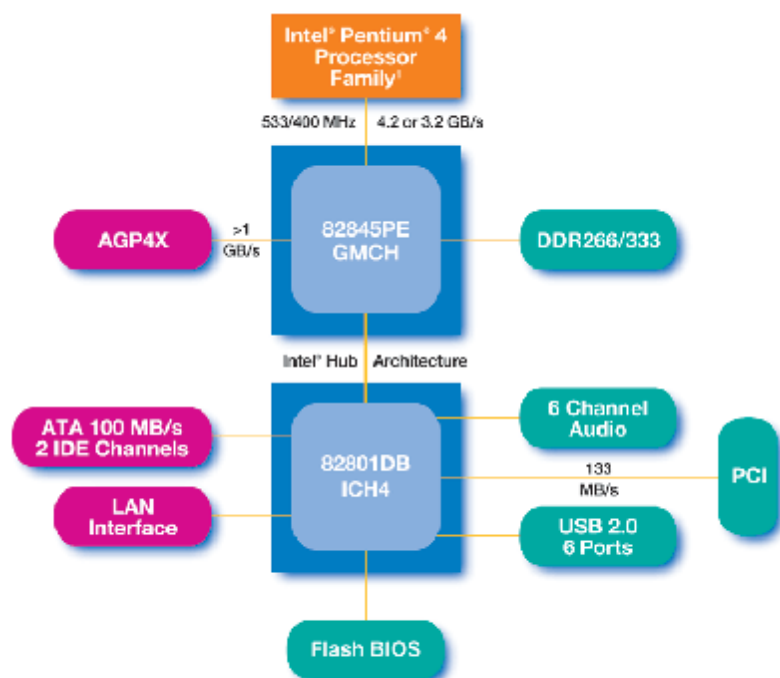 Intel® Pentium® 4
Processor
Family¹
533/400 MHz
4.2 or 3.2 GB/s
82845PE
GMCH
AGP4X
>1
GB/s
DDR266/333
Intel® Hub
Architecture
ATA 100 MB/s
2 IDE Channels
6 Channel
Audio
82801DB
ICH4
133
MB/s
PCI
LAN
Interface
USB 2.0
6 Ports
Flash BIOS